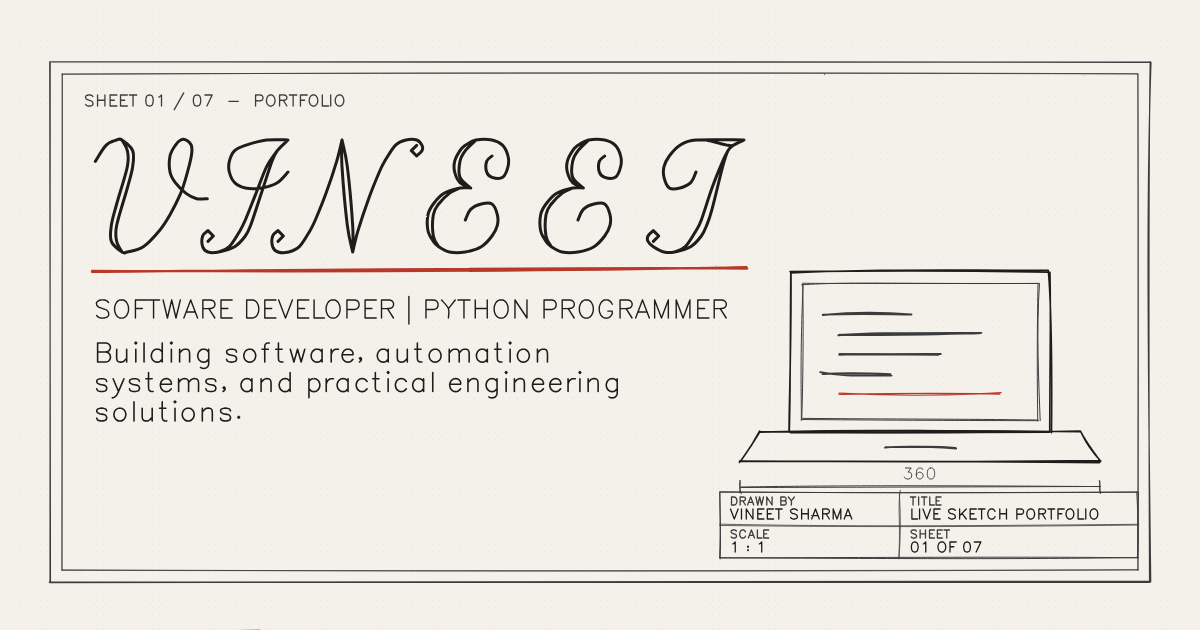 SHEET 01 / 07 — PORTFOLIO
VINEET
SOFTWARE DEVELOPER | PYTHON PROGRAMMER
Building software, automation
systems, and practical engineering
solutions.
360
DRAWN BY
VINEET SHARMA
TITLE
LIVE SKETCH PORTFOLIO
SCALE
1 : 1
SHEET
01 OF 07